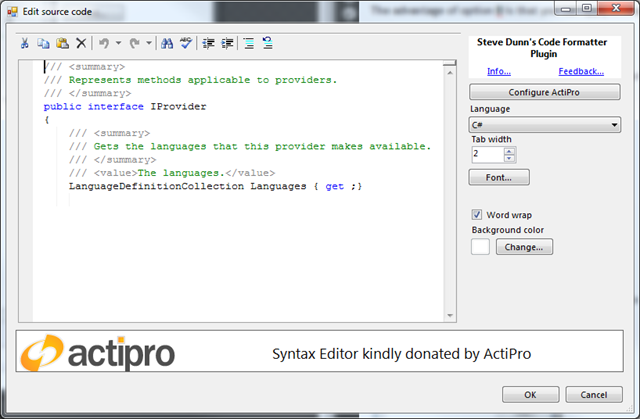 The advantage of option
Edit source code
Steve Dunn's Code Formatter
Plugin
Info...
Feedback...
Configure ActiPro
Language
C#
Tab width
2
Font...
Word wrap
Background color
Change...
/// <summary>
/// Represents methods applicable to providers.
/// </summary>
public interface IProvider
{
/// <summary>
/// Gets the languages that this provider makes available.
/// </summary>
/// <value>The languages.</value>
LanguageDefinitionCollection Languages { get ;}
actipro
Syntax Editor kindly donated by ActiPro
OK
Cancel